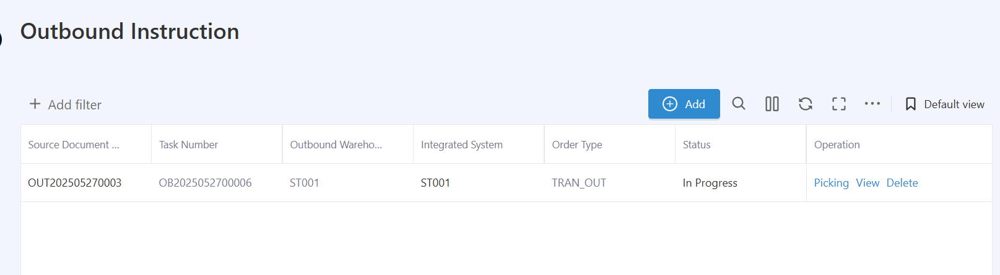 Outbound Instruction
Add filter
Add
Default view
Source Document ...
Task Number
Outbound Wareho...
Integrated System
Order Type
Status
Operation
OUT202505270003
OB2025052700006
ST001
ST001
TRAN_OUT
In Progress
Picking View Delete